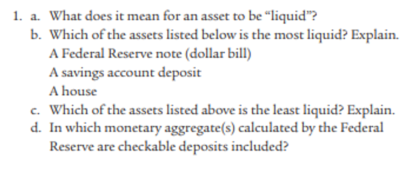 1. a. What does it mean for an asset to be “liquid”?
b. Which of the assets listed below is the most liquid? Explain.
A Federal Reserve note (dollar bill)
A savings account deposit
A house
c. Which of the assets listed above is the least liquid? Explain.
d. In which monetary aggregate(s) calculated by the Federal
Reserve are checkable deposits included?